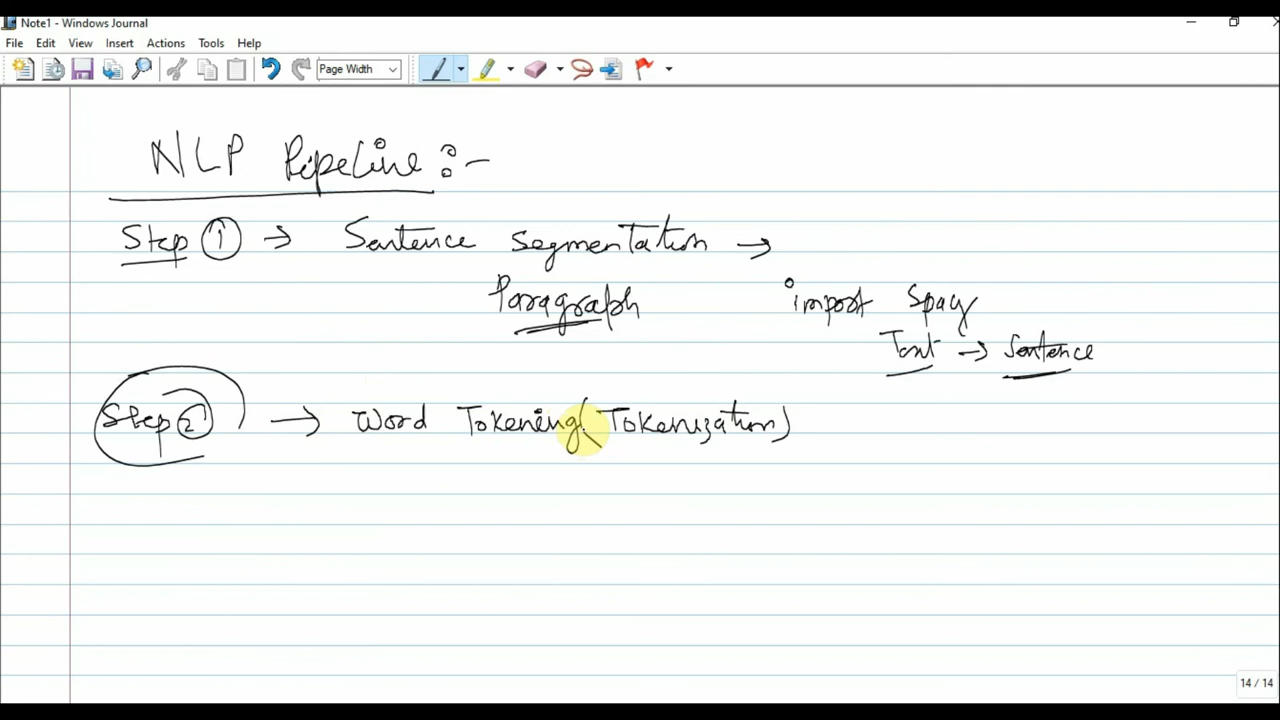 Note1 - Windows Journal
File Edit View Insert Actions Tools Help
Page Width
NLP Pipeline :-
Step 1 → Sentence Segmentation →
Paragraph
import Spacy
Text → Sentence
Step 2 → Word Tokening (Tokenization)
14 / 14